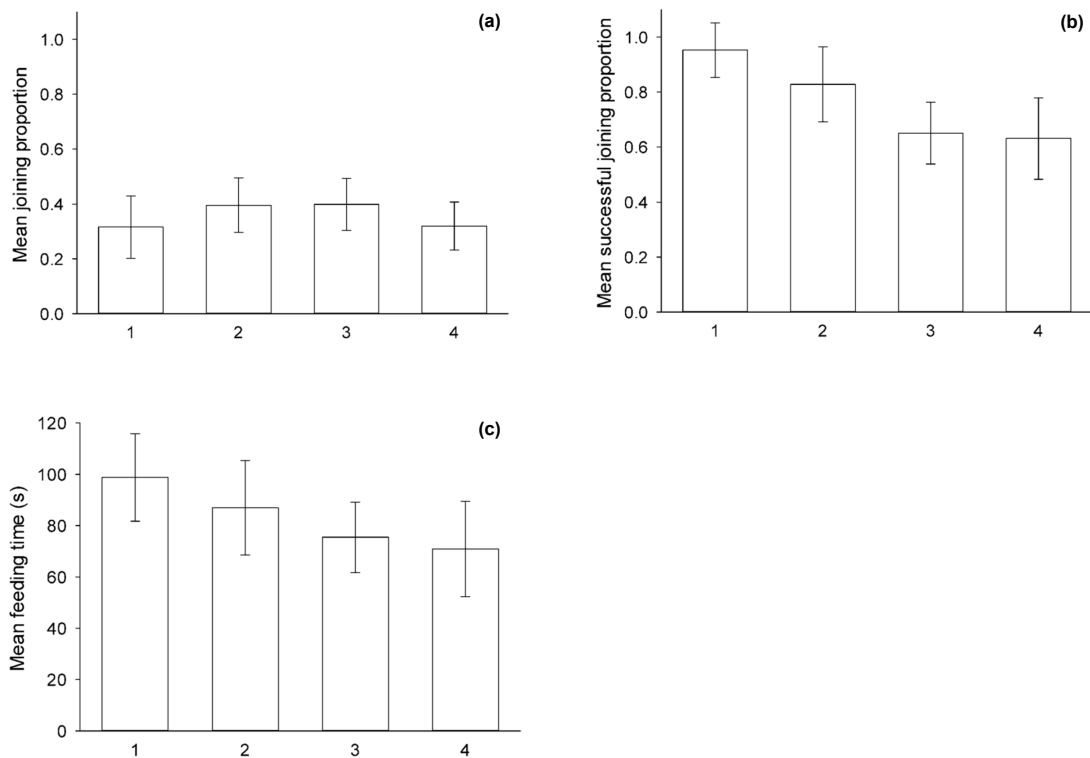 (a)
Mean joining proportion
1.0
0.8
0.6
0.4
0.2
0.0
1 2 3 4
(b)
Mean successful joining proportion
1.0
0.8
0.6
0.4
0.2
0.0
1 2 3 4
(c)
Mean feeding time (s)
120
100
80
60
40
20
0
1 2 3 4